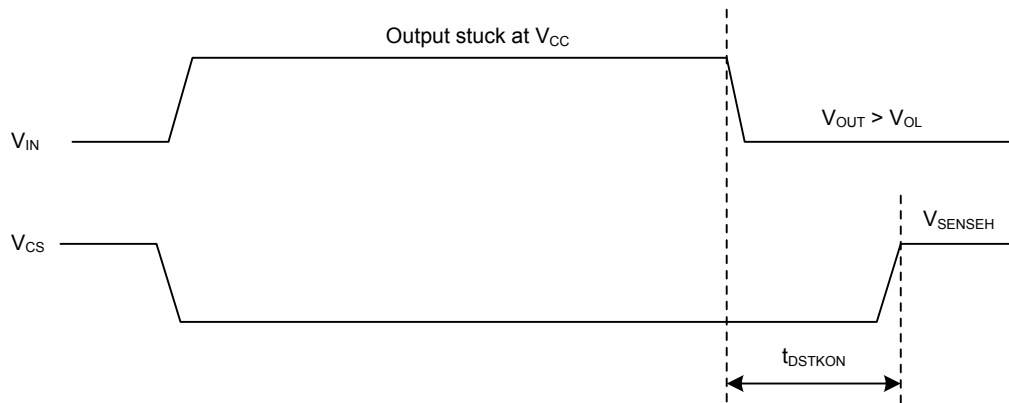 Output stuck at VCC
VIN
VOUT > VOL
VCS
VSENSEH
tDSTKON